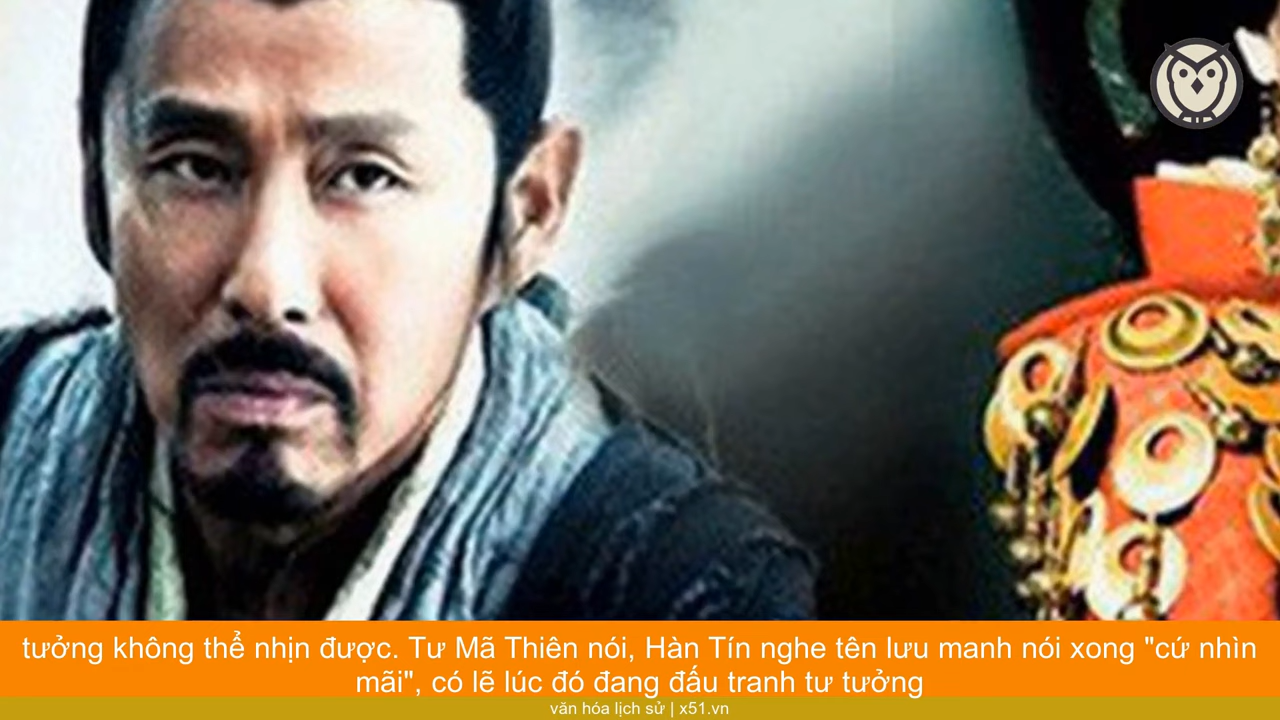 tưởng không thể nhịn được. Tư Mã Thiên nói, Hàn Tín nghe tên lưu manh nói xong "cứ nhìn
mãi", có lẽ lúc đó đang đấu tranh tư tưởng
văn hóa lịch sử | x51.vn